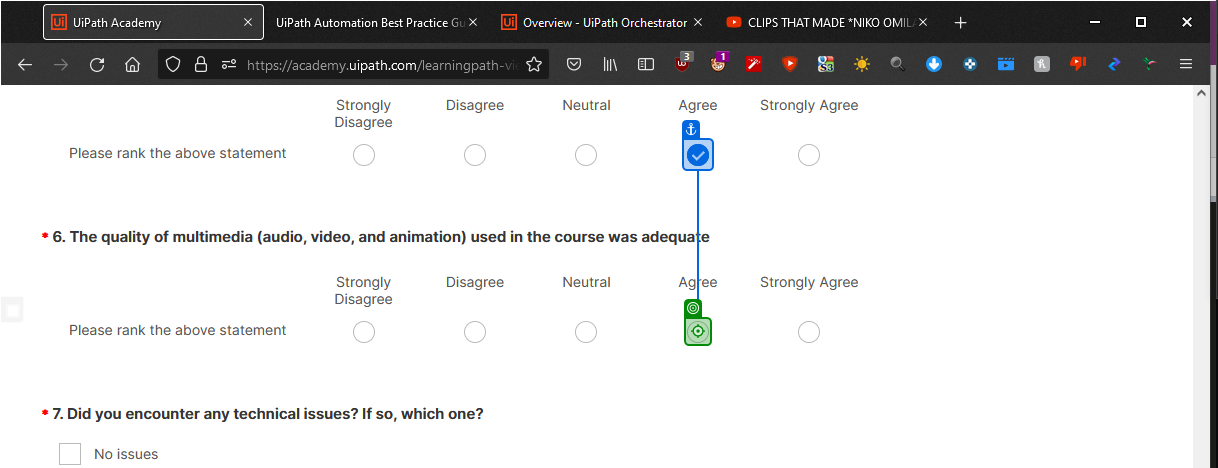 UiPath Academy
UiPath Automation Best Practice Gu
Overview - UiPath Orchestrator
CLIPS THAT MADE *NIKO OMILA
https://academy.uipath.com/learningpath-vi
3
1
Strongly Disagree Disagree Neutral Agree Strongly Agree
Please rank the above statement
* 6. The quality of multimedia (audio, video, and animation) used in the course was adequate
Strongly Disagree Disagree Neutral Agree Strongly Agree
Please rank the above statement
* 7. Did you encounter any technical issues? If so, which one?
No issues